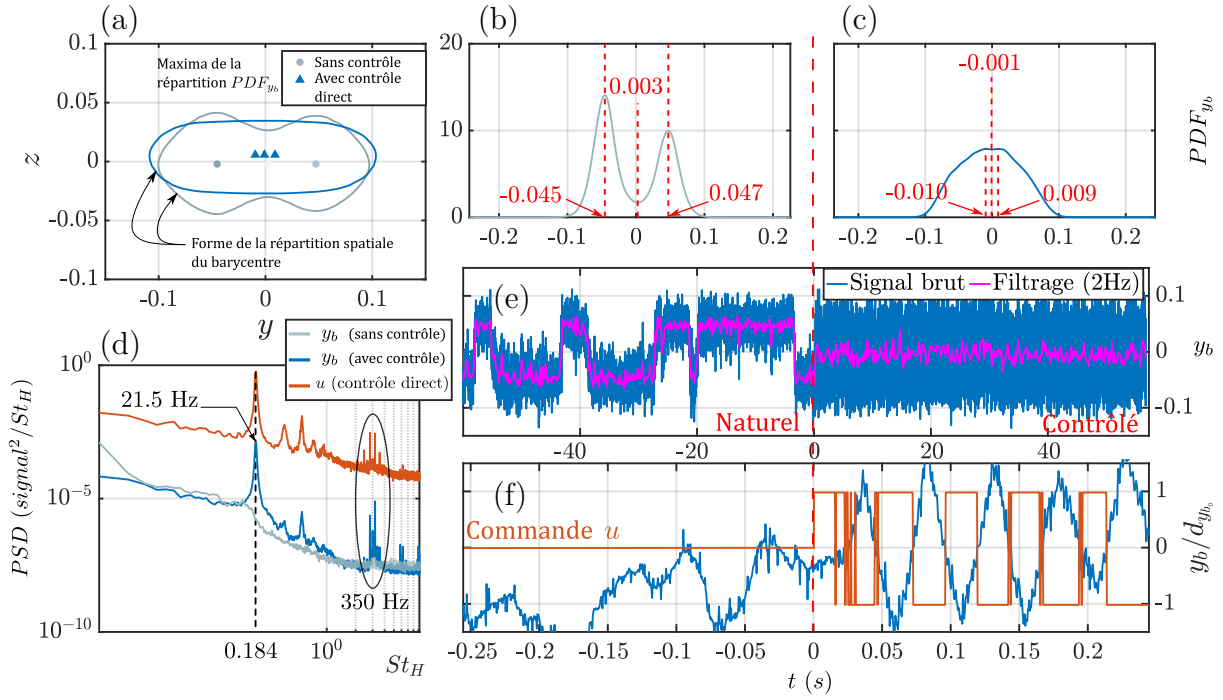 (a)
0.1
0.05
0
-0.05
-0.1
z
Maxima de la
répartition PDF_{y_b}
Sans contrôle
Avec contrôle
direct
Forme de la répartition spatiale
du barycentre
-0.1
0
0.1
y
(b)
20
10
0
0.003
-0.045
0.047
-0.2
-0.1
0
0.1
0.2
(c)
-0.001
-0.010
0.009
-0.2
-0.1
0
0.1
0.2
PDF_{y_b}
(d)
y_b (sans contrôle)
y_b (avec contrôle)
u (contrôle direct)
10^0
10^{-5}
10^{-10}
PSD (signal^2/St_H)
21.5 Hz
350 Hz
0.184
10^0
St_H
(e)
Signal brut
Filtrage (2Hz)
Naturel
Contrôlé
0.1
0
-0.1
y_b
-40
-20
0
20
40
(f)
Commande u
1
0
-1
y_b/d_{y_b}
-0.25
-0.2
-0.15
-0.1
-0.05
0
0.05
0.1
0.15
0.2
t (s)